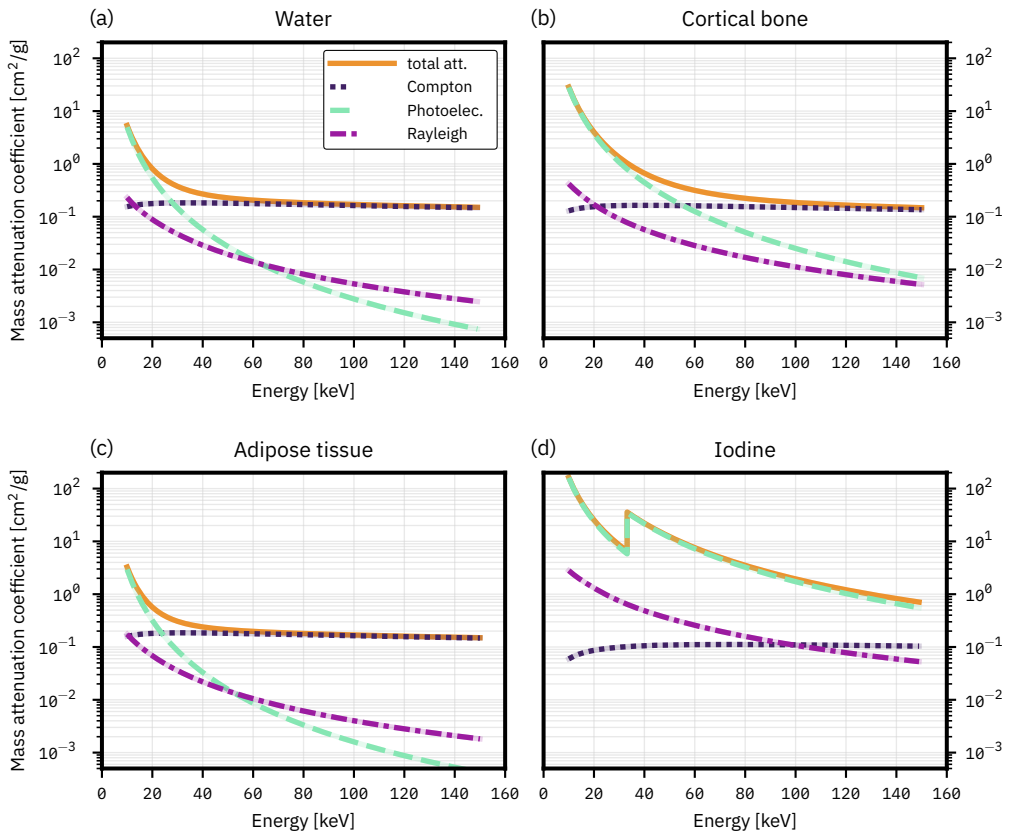 (a) Water
(b) Cortical bone
Mass attenuation coefficient [cm²/g]
10²
10¹
10⁰
10⁻¹
10⁻²
10⁻³
total att.
Compton
Photoelec.
Rayleigh
0 20 40 60 80 100 120 140 160
Energy [keV]
10²
10¹
10⁰
10⁻¹
10⁻²
10⁻³
0 20 40 60 80 100 120 140 160
Energy [keV]
(c) Adipose tissue
(d) Iodine
Mass attenuation coefficient [cm²/g]
10²
10¹
10⁰
10⁻¹
10⁻²
10⁻³
0 20 40 60 80 100 120 140 160
Energy [keV]
10²
10¹
10⁰
10⁻¹
10⁻²
10⁻³
0 20 40 60 80 100 120 140 160
Energy [keV]